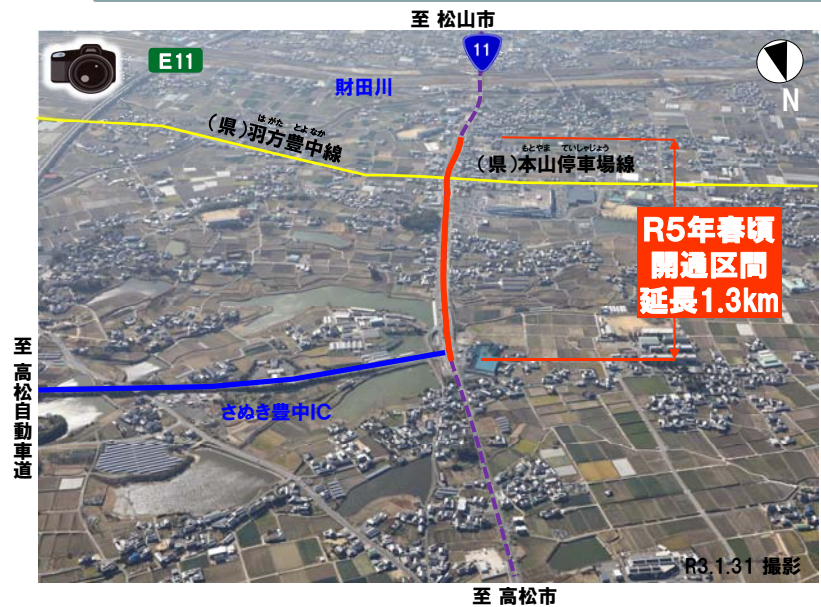 至 松山市
11
E11
財田川
N
はがた とよなか
(県)羽方豊中線
もとやま ていしゃじょう
(県)本山停車場線
R5年春頃
開通区間
延長1.3km
至 高松自動車道
さぬき豊中IC
R3.1.31 撮影
至 高松市